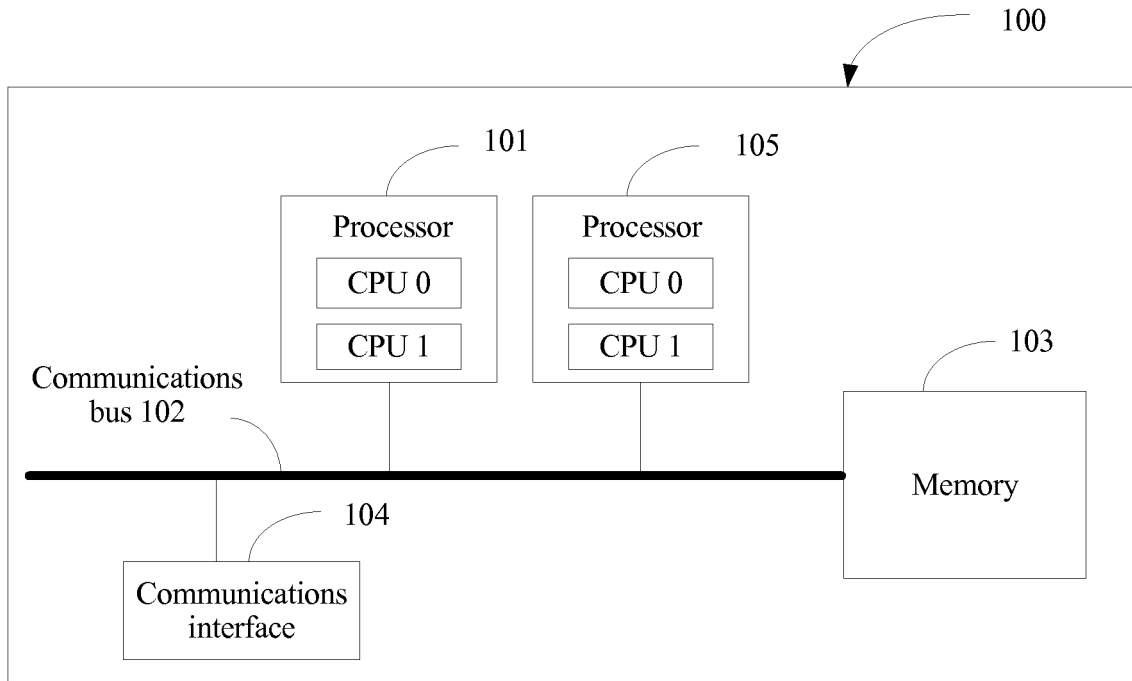 100
101
105
Processor
CPU 0
CPU 1
Processor
CPU 0
CPU 1
103
Communications
bus 102
Memory
104
Communications
interface